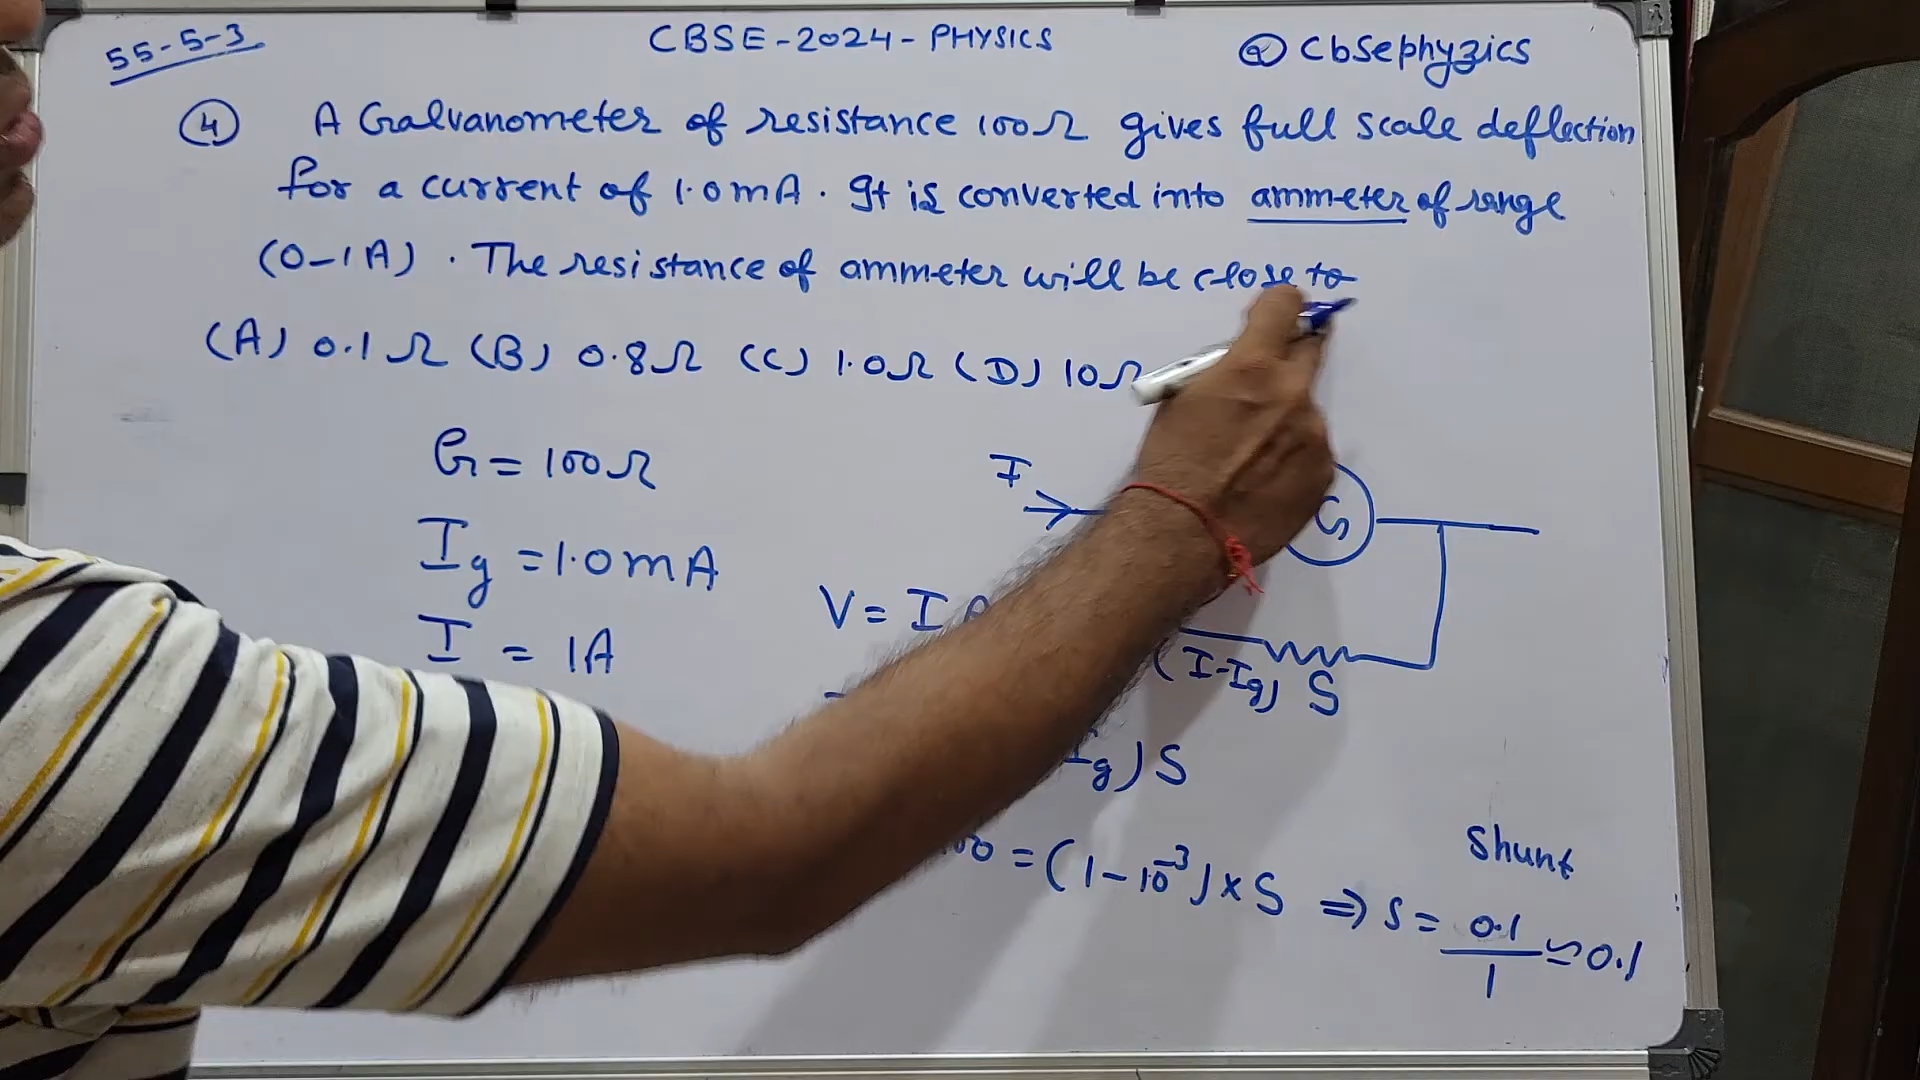 55-5-3
CBSE-2024-PHYSICS
@ Cbsephyzics
(4) A Galvanometer of resistance 100Ω gives full scale deflection
for a current of 1.0mA. It is converted into ammeter of range
(0-1A). The resistance of ammeter will be close to
(A) 0.1Ω (B) 0.8Ω (C) 1.0Ω (D) 10Ω
G = 100Ω
I
G
Ig = 1.0mA
V = I
I = 1A
(I-Ig) S
g) S
= (1-10⁻³) × S ⇒ S = 0.1/1 ≃ 0.1
Shunt